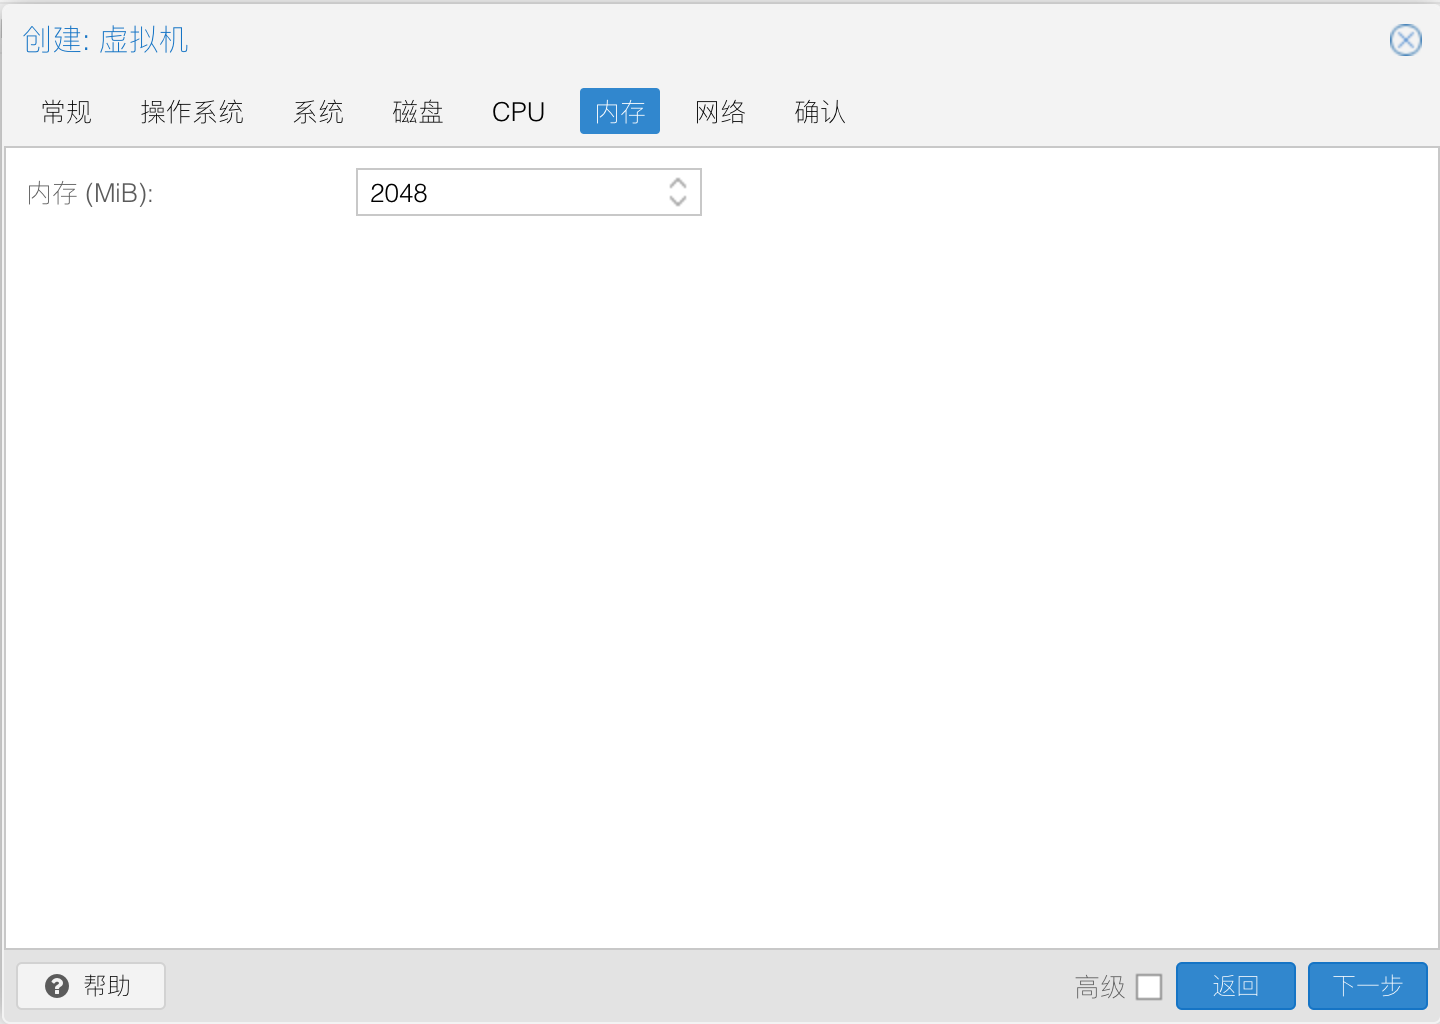 创建: 虚拟机
常规 操作系统 系统 磁盘 CPU 内存 网络 确认
内存 (MiB): 2048
帮助 高级 返回 下一步